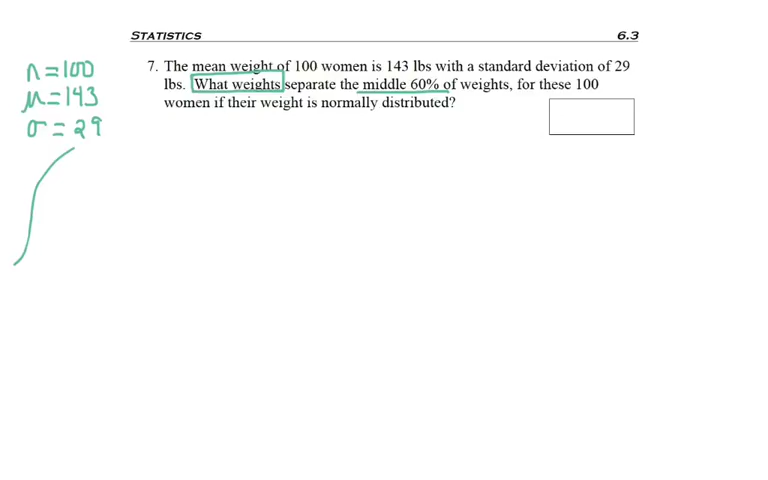 STATISTICS 6.3
n=100
μ=143
σ=29
7. The mean weight of 100 women is 143 lbs with a standard deviation of 29
lbs. What weights separate the middle 60% of weights, for these 100
women if their weight is normally distributed?